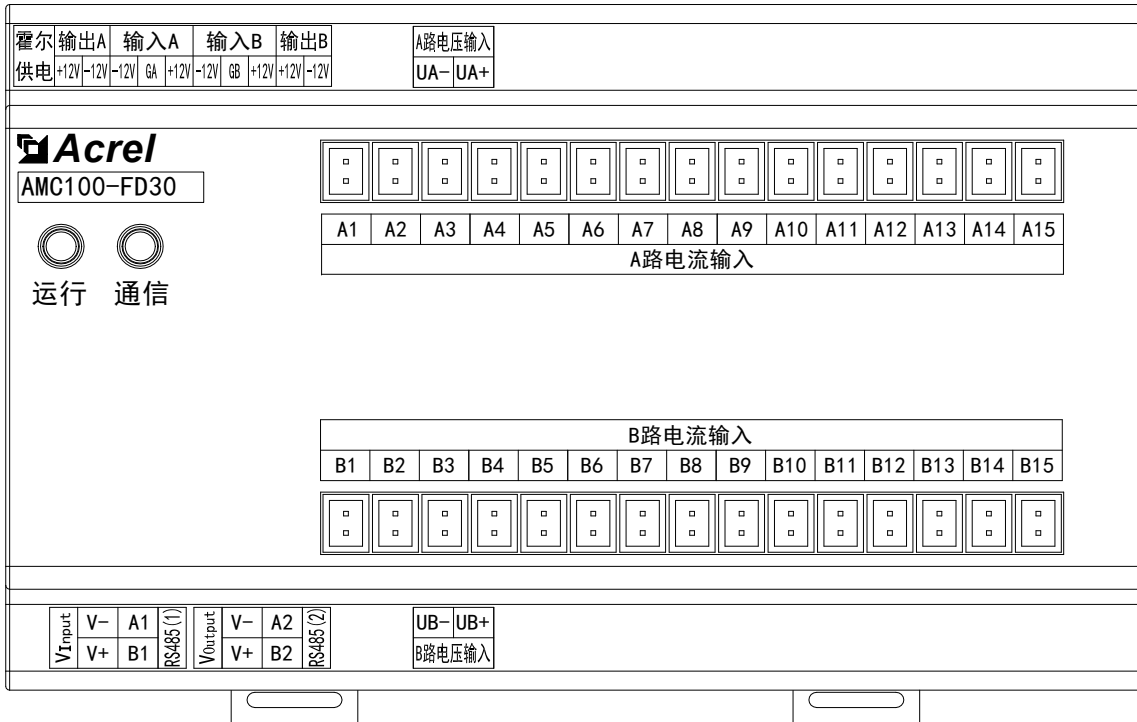 霍尔 输出A 输入A 输入B 输出B A路电压输入
供电 +12V -12V -12V GA +12V -12V GB +12V +12V -12V UA- UA+
Acrel
AMC100-FD30
A1 A2 A3 A4 A5 A6 A7 A8 A9 A10 A11 A12 A13 A14 A15
A路电流输入
运行 通信
B路电流输入
B1 B2 B3 B4 B5 B6 B7 B8 B9 B10 B11 B12 B13 B14 B15
VInput V- A1 RS485(1) VOutput V- A2 RS485(2) UB- UB+
V+ B1 V+ B2 B路电压输入